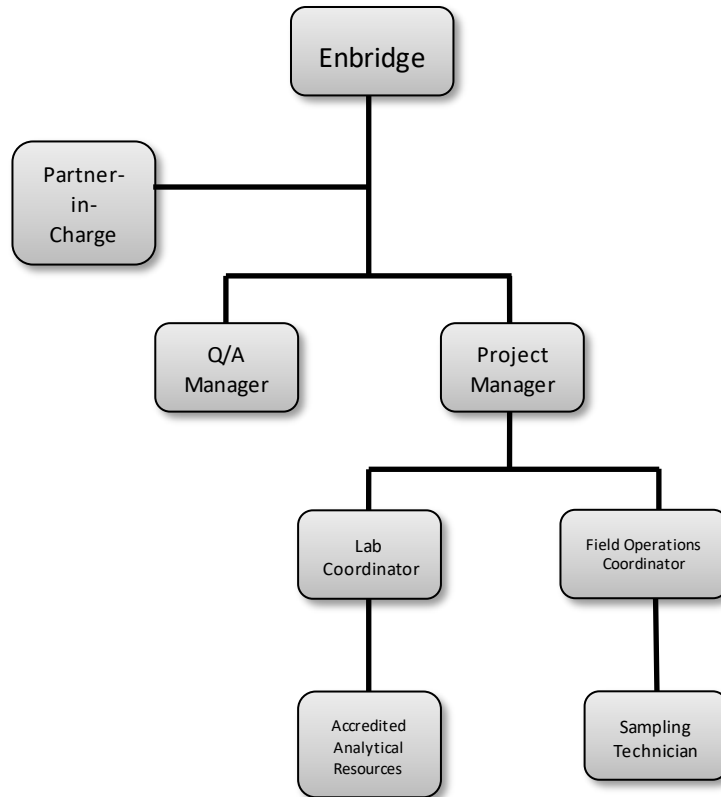 Enbridge
Partner-
in-
Charge
Q/A
Manager
Project
Manager
Lab
Coordinator
Field Operations
Coordinator
Accredited
Analytical
Resources
Sampling
Technician